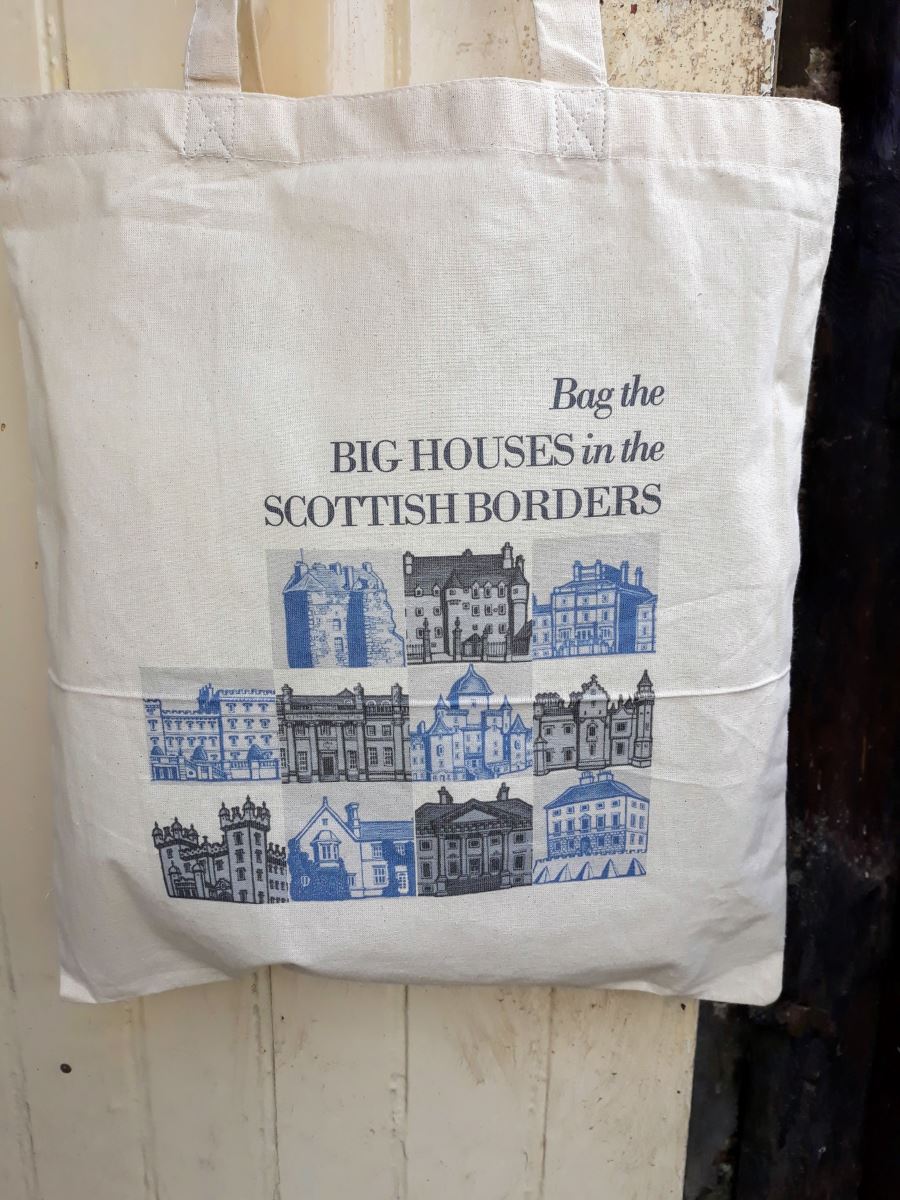 Bag the
BIG HOUSES in the
SCOTTISH BORDERS